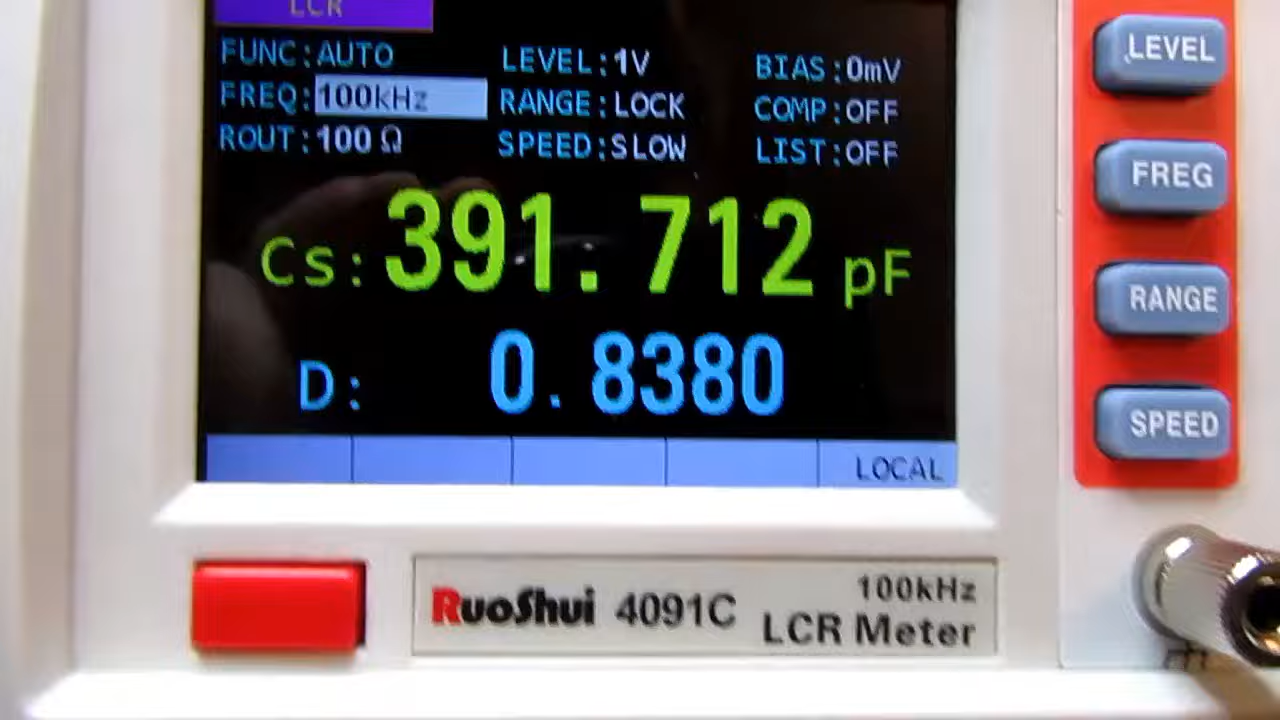 LCR
FUNC:AUTO LEVEL:1V BIAS:0mV
FREQ:100kHz RANGE:LOCK COMP:OFF
ROUT:100 Ω SPEED:SLOW LIST:OFF
Cs:391.712 pF
D: 0.8380
LOCAL
LEVEL
FREG
RANGE
SPEED
RuoShui 4091C 100kHz
LCR Meter